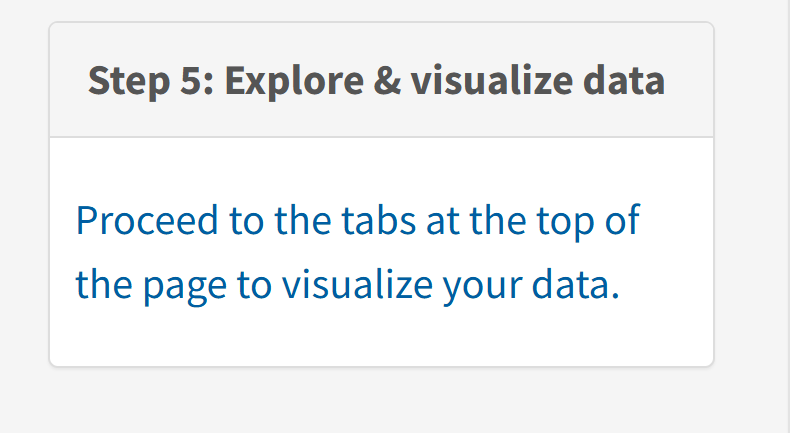 Step 5: Explore & visualize data
Proceed to the tabs at the top of
the page to visualize your data.